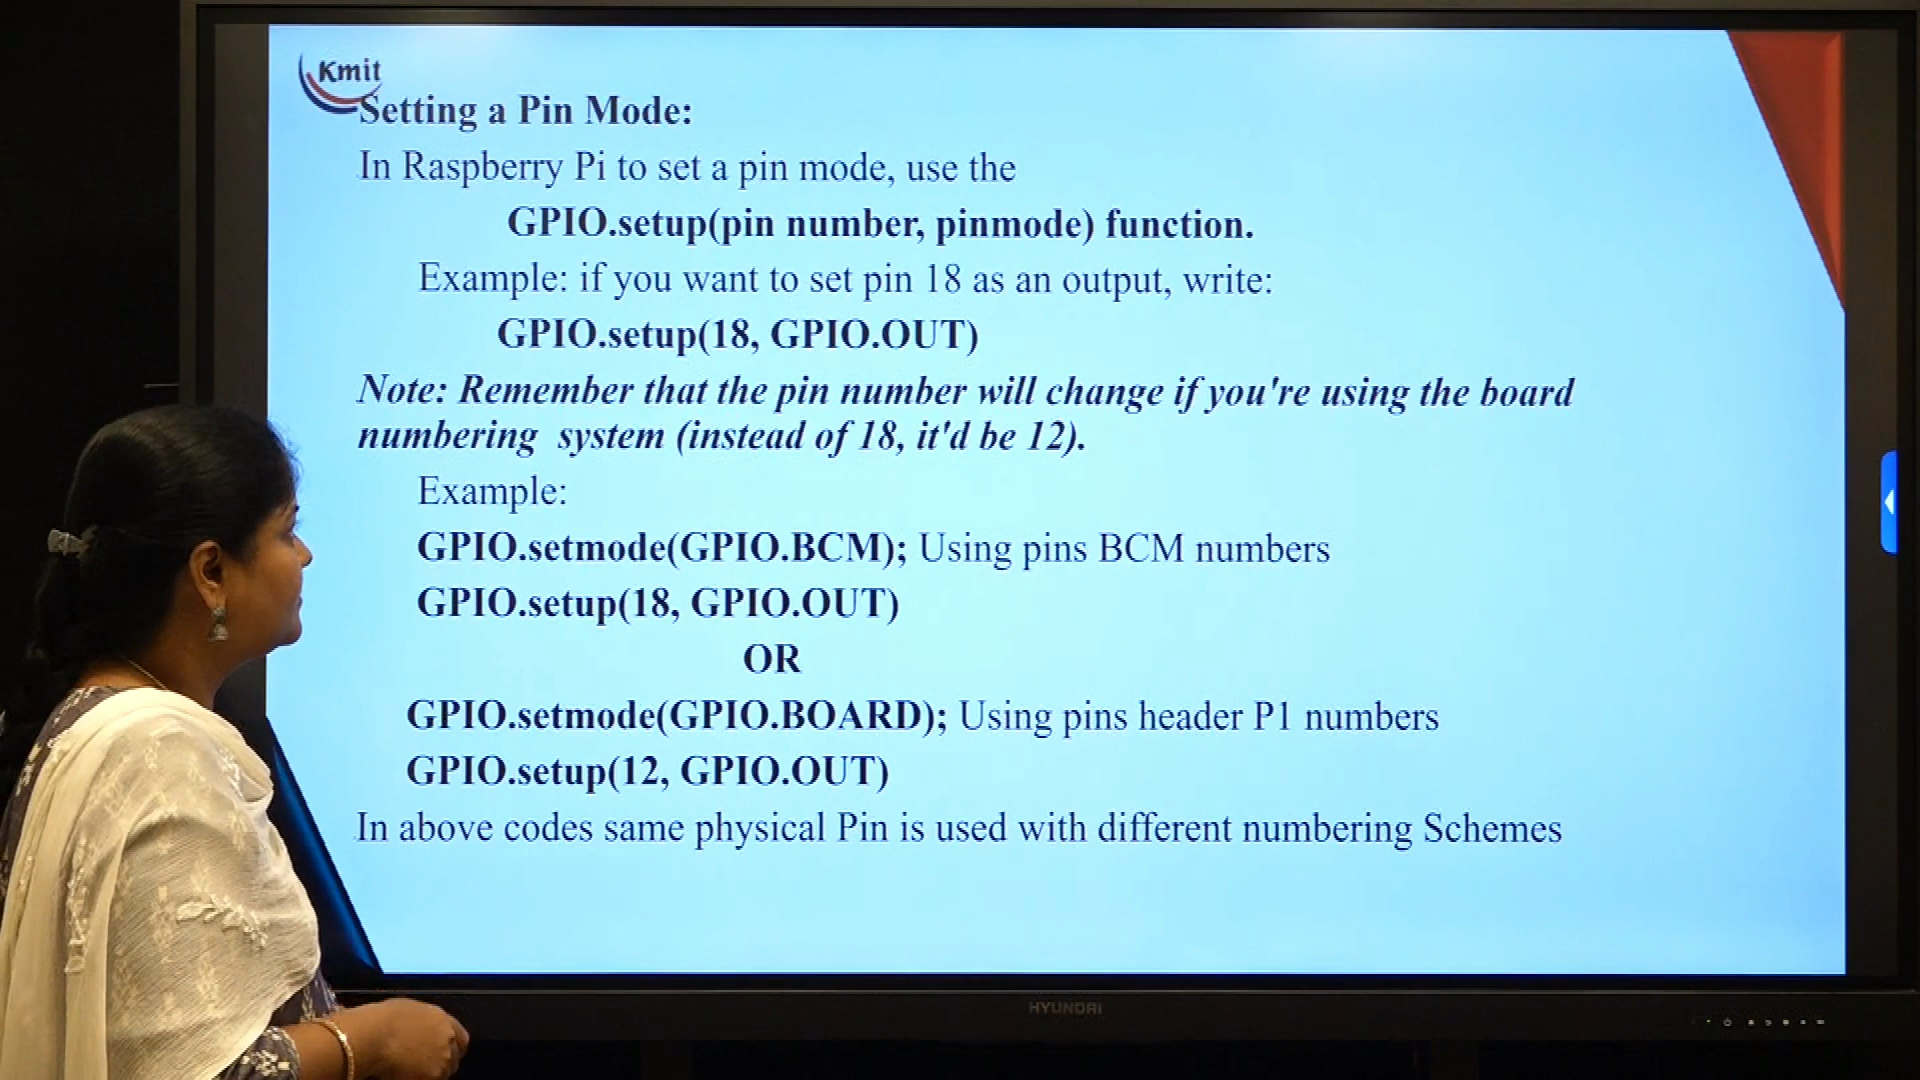 Kmit
Setting a Pin Mode:
In Raspberry Pi to set a pin mode, use the
GPIO.setup(pin number, pinmode) function.
Example: if you want to set pin 18 as an output, write:
GPIO.setup(18, GPIO.OUT)
Note: Remember that the pin number will change if you're using the board
numbering system (instead of 18, it'd be 12).
Example:
GPIO.setmode(GPIO.BCM); Using pins BCM numbers
GPIO.setup(18, GPIO.OUT)
OR
GPIO.setmode(GPIO.BOARD); Using pins header P1 numbers
GPIO.setup(12, GPIO.OUT)
In above codes same physical Pin is used with different numbering Schemes
HYUNDAI